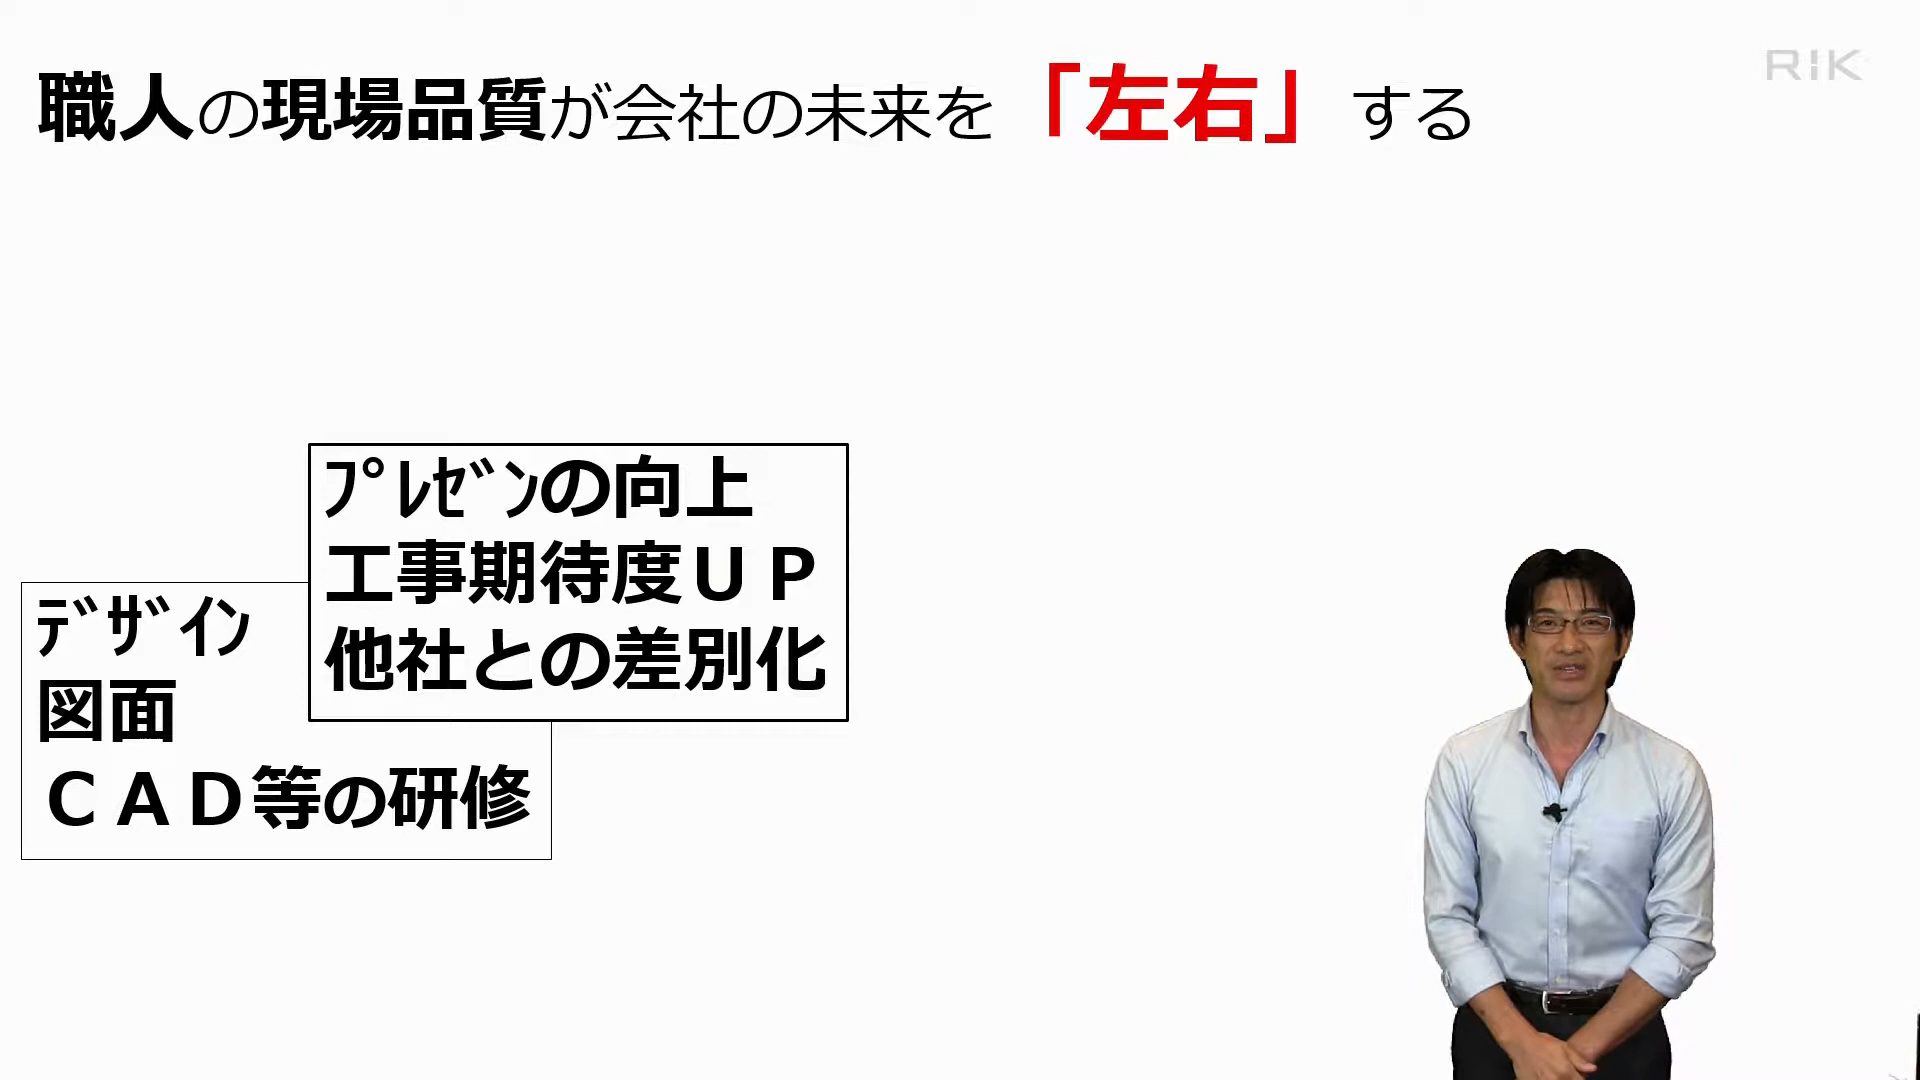 職人の現場品質が会社の未来を「左右」する
RIK
ﾌﾟﾚｾﾞﾝの向上
工事期待度ＵＰ
他社との差別化
ﾃﾞｻﾞｲﾝ
図面
ＣＡＤ等の研修